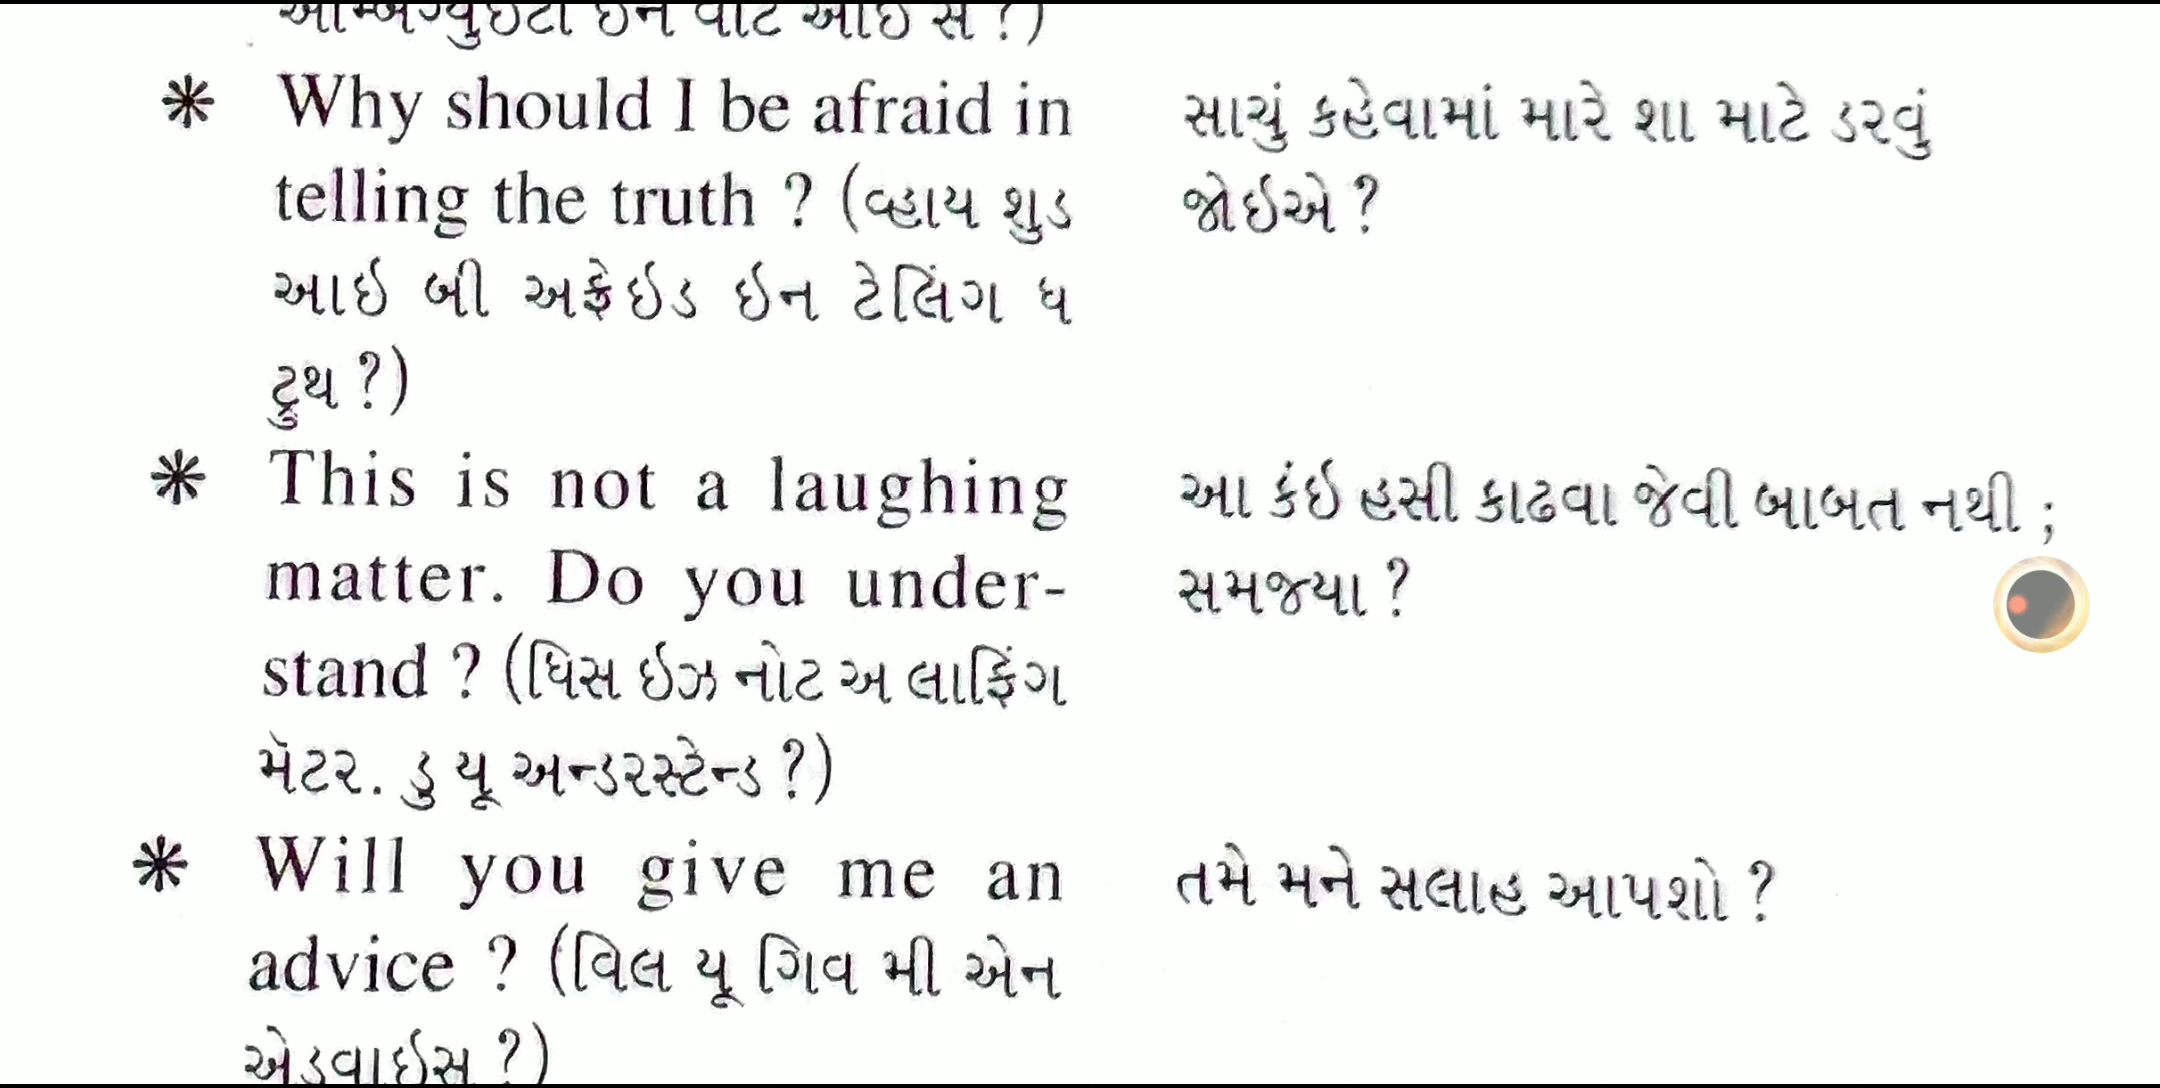 * Why should I be afraid in
telling the truth ? (વ્હાય શુડ
આઇ બી અફ્રેઇડ ઇન ટેલિંગ ધ
ટ્રુથ ?)
સાચું કહેવામાં મારે શા માટે ડરવું
જોઇએ ?
* This is not a laughing
matter. Do you under-
stand ? (ધિસ ઇઝ નોટ અ લાફિંગ
મૅટર. ડુ યૂ અન્ડરસ્ટેન્ડ ?)
આ કંઇ હસી કાઢવા જેવી બાબત નથી ;
સમજયા ?
* Will you give me an
advice ? (વિલ યૂ ગિવ મી એન
એડવાઇસ ?)
તમે મને સલાહ આપશો ?